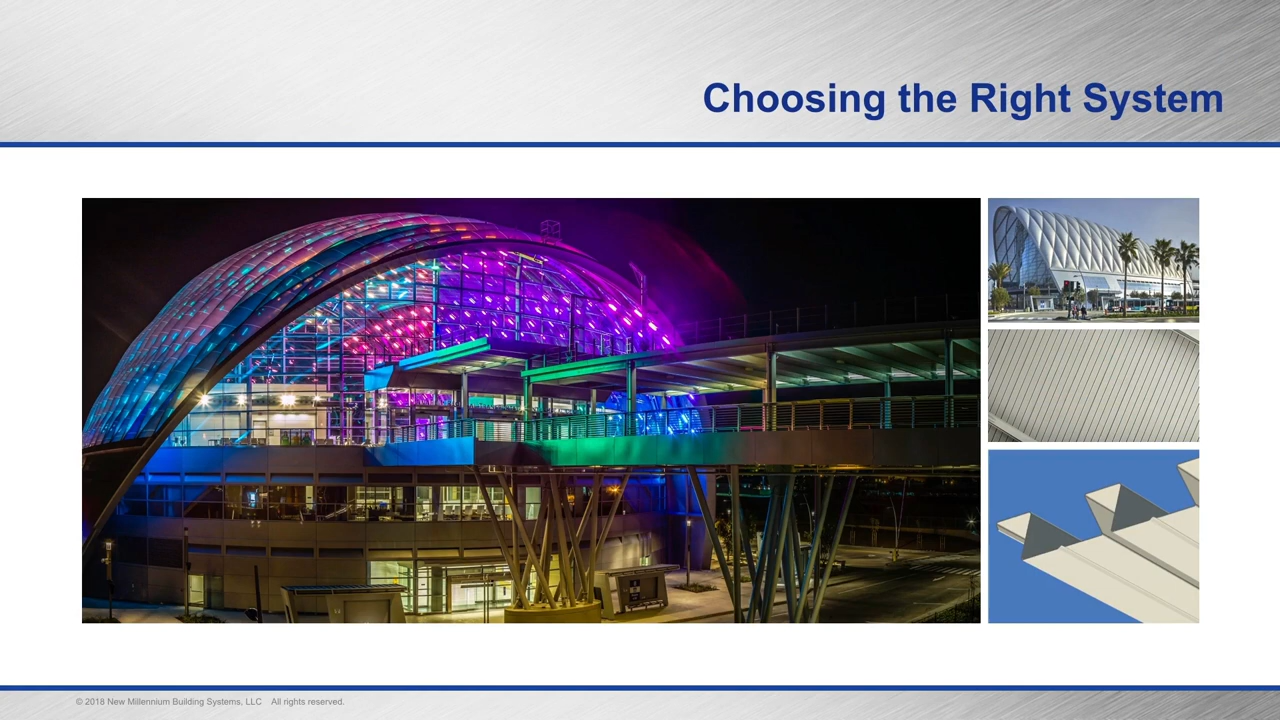 Choosing the Right System
© 2018 New Millennium Building Systems, LLC    All rights reserved.